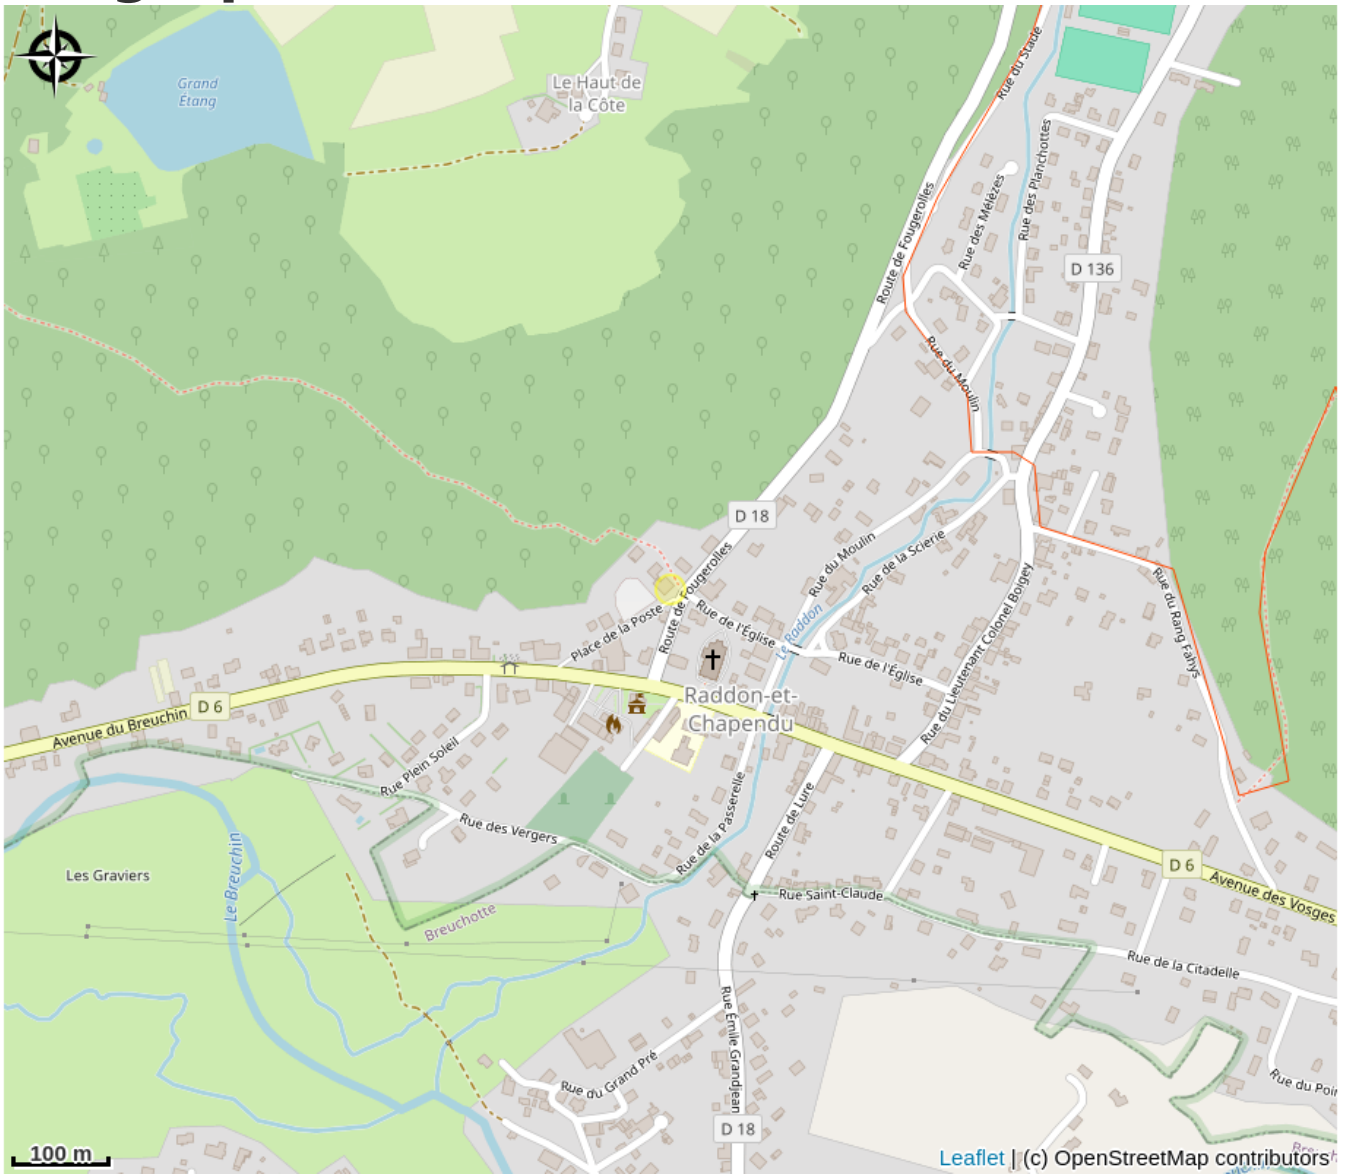 Grand
Étang
Le Haut de
la Côte
Rue du Stade
Rue des Planchottes
Rue des Mélèzes
Route de Fougerolles
D 136
Rue du Moulin
D 18
Route de Fougerolles
Rue du Moulin
Rue de la Scierie
Place de la Poste
Rue de l'Église
Le Raddon
Rue de l'Église
Rue du Lieutenant Colonel Boigey
Rue du Rang Fahys
Raddon-et-
Chapendu
D 6
Avenue du Breuchin
Rue Plein Soleil
Rue des Vergers
Rue de la Passerelle
Route de Lure
D 6
Avenue des Vosges
Les Graviers
Le Breuchin
Breuchotte
Rue Saint-Claude
Rue de la Citadelle
Rue Émile Grandjean
Rue du Grand Pré
Rue du Poir
D 18
100 m
Leaflet | (c) OpenStreetMap contributors